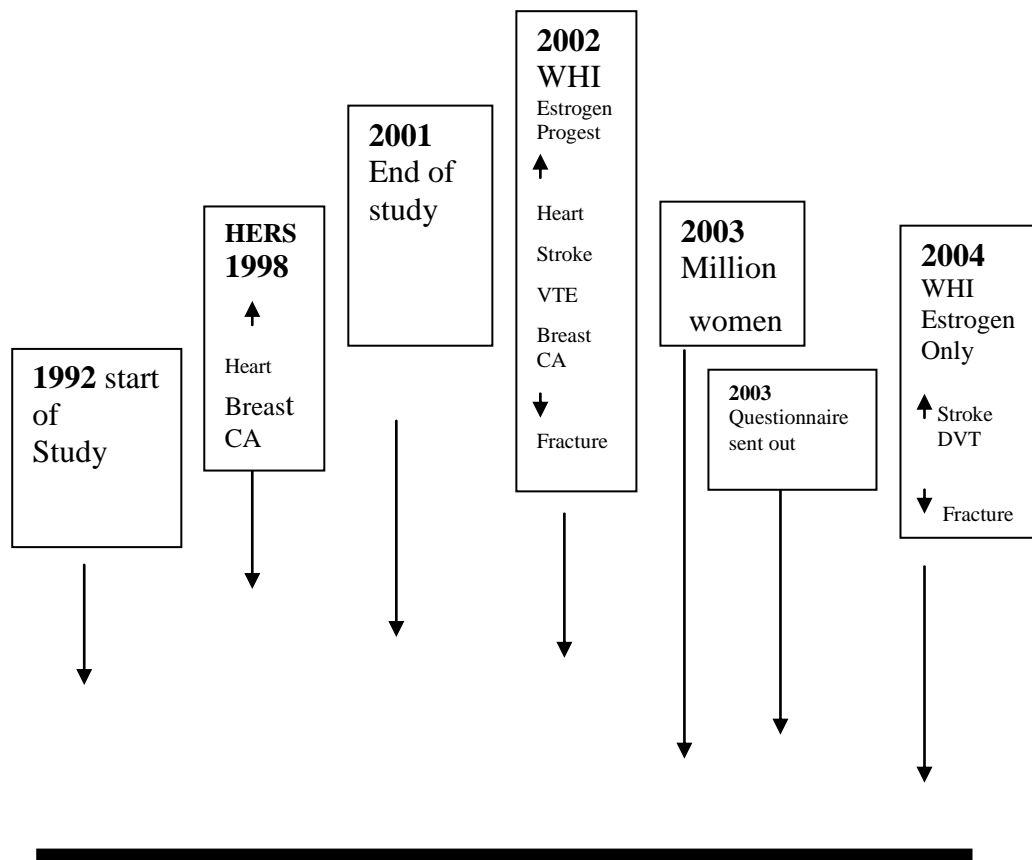 1992 start
of
Study
HERS
1998
Heart
Breast
CA
2001
End of
study
2002
WHI
Estrogen
Progest
Heart
Stroke
VTE
Breast
CA
Fracture
2003
Million
women
2003
Questionnaire
sent out
2004
WHI
Estrogen
Only
Stroke
DVT
Fracture